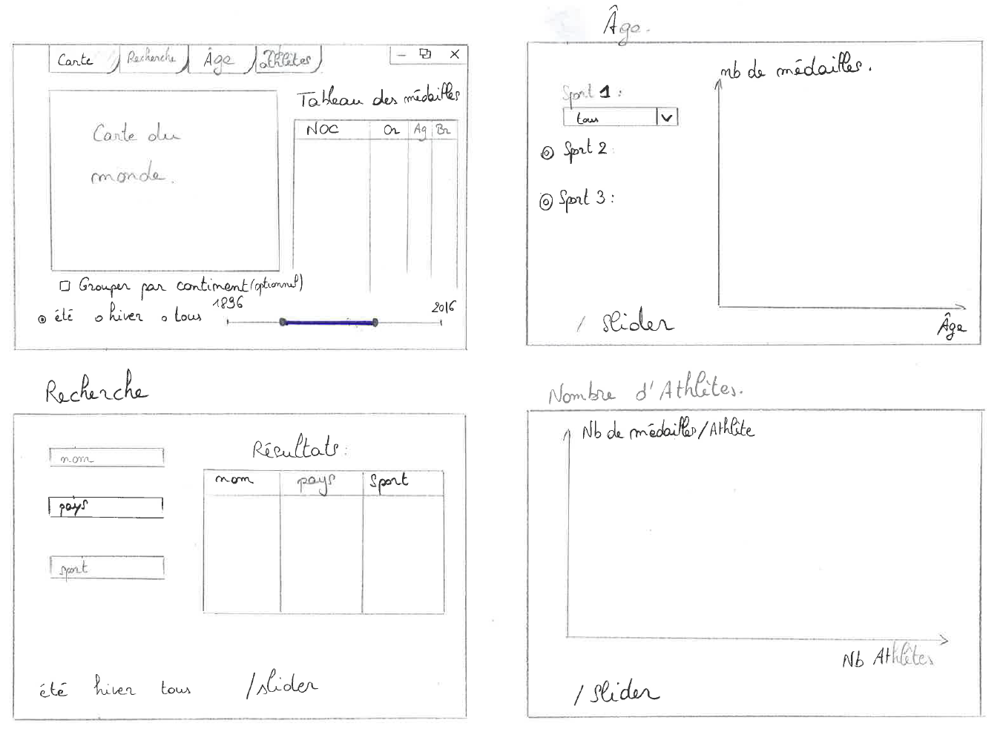 Carte
Recherche
Âge
Athlètes
Carte du
monde.
Tableau des médailles
NOC
Or
Ag
Br
Grouper par continent (optionnel)
été
hiver
tous
1896
2016
Âge.
Sport 1 :
tous
Sport 2
Sport 3 :
nb de médailles.
Âge
/ slider
Recherche
nom
pays
sport
Résultats :
nom
pays
Sport
été hiver tous /slider
Nombre d'Athlètes.
Nb de médailles/Athlète
Nb Athlètes
/ Slider